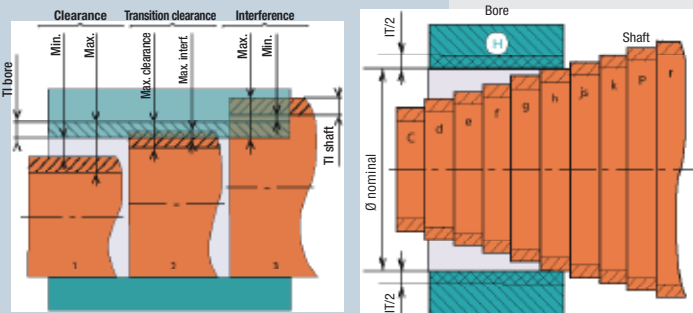 Clearance
Transition clearance
Interference
Min.
Max.
Max. clearance
Max. interf.
Max.
Min.
TI bore
TI shaft
1
2
3
Bore
IT/2
H
Shaft
C
d
e
f
g
h
js
k
p
r
Ø nominal
IT/2